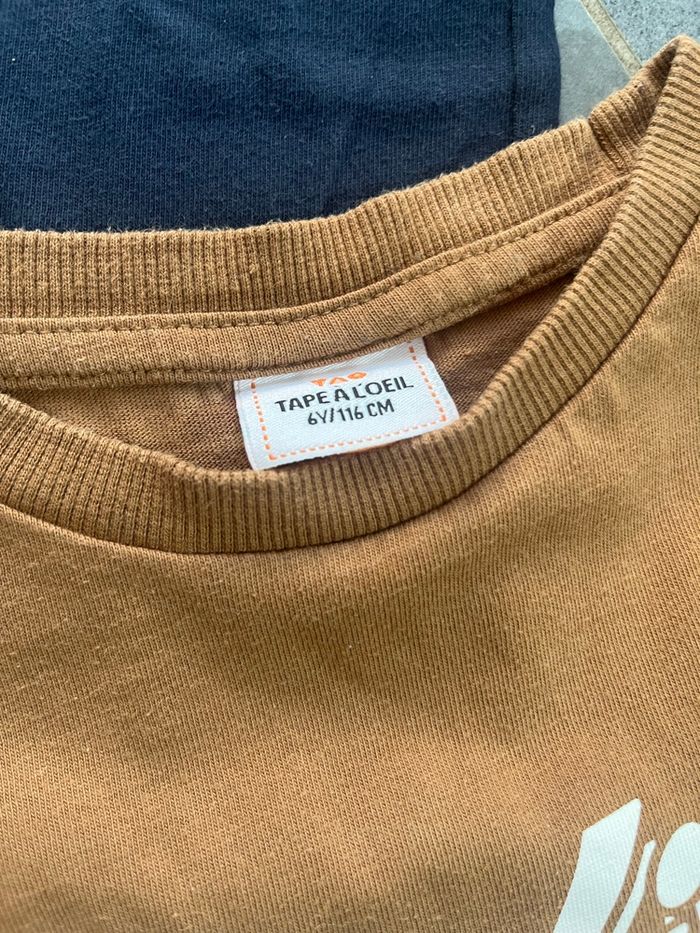 TAO
TAPE À L'OEIL
6Y/116 CM